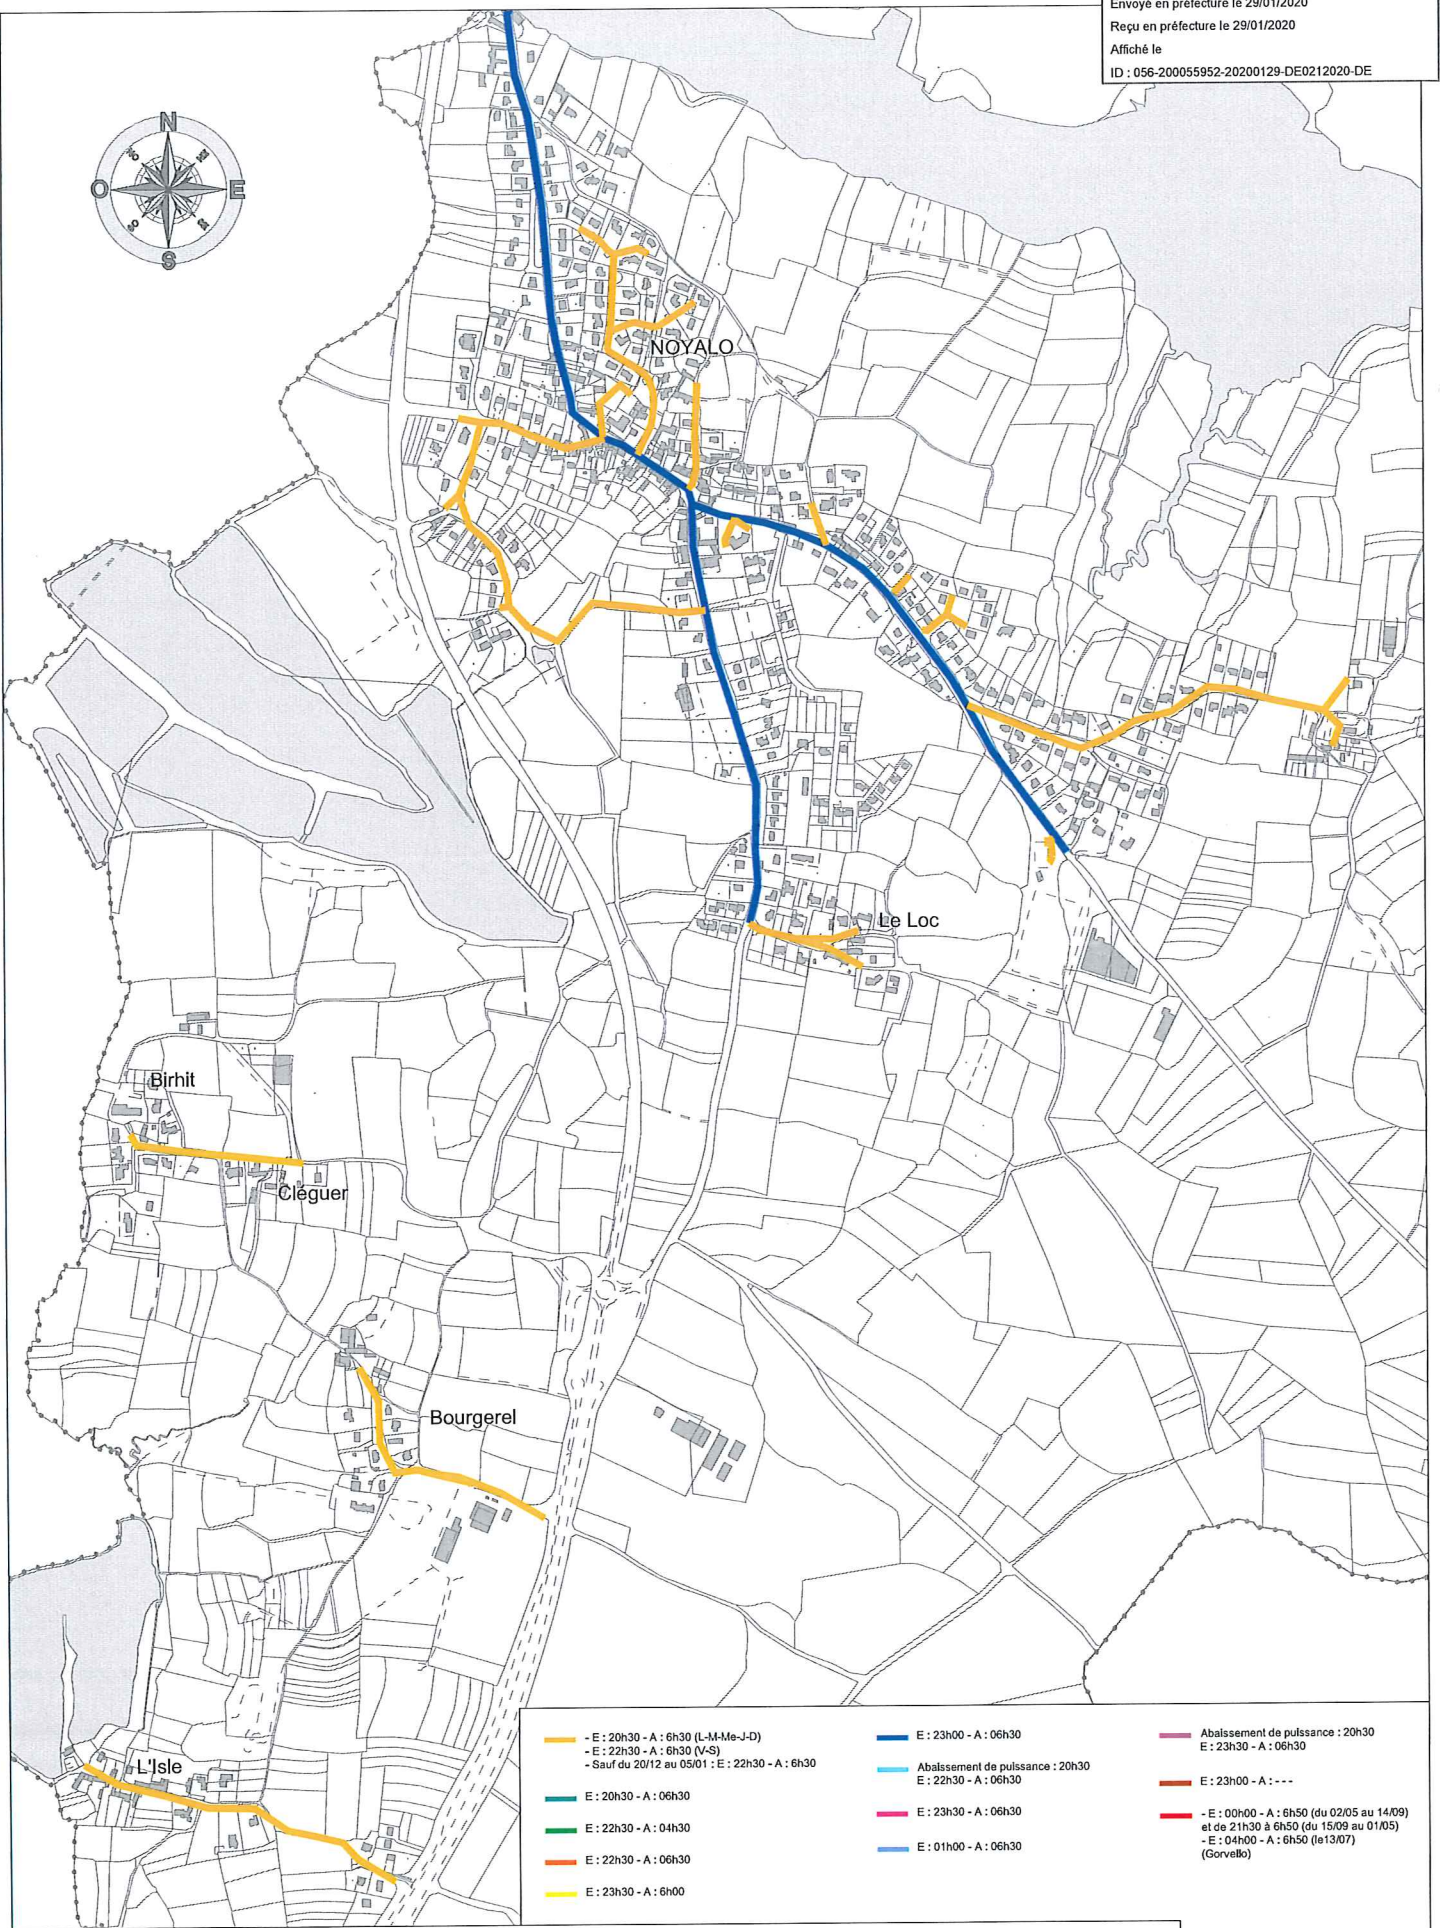 Envoyé en préfecture le 29/01/2020
Reçu en préfecture le 29/01/2020
Affiché le
ID : 056-200055952-20200129-DE0212020-DE
N
O
E
S
NOYALO
Le Loc
Birhit
Cléguer
Bourgerel
L'Isle
- E : 20h30 - A : 6h30 (L-M-Me-J-D)
- E : 22h30 - A : 6h30 (V-S)
- Sauf du 20/12 au 05/01 : E : 22h30 - A : 6h30
E : 20h30 - A : 06h30
E : 22h30 - A : 04h30
E : 22h30 - A : 06h30
E : 23h30 - A : 6h00
E : 23h00 - A : 06h30
Abaissement de puissance : 20h30
E : 22h30 - A : 06h30
E : 23h30 - A : 06h30
E : 01h00 - A : 06h30
Abaissement de puissance : 20h30
E : 23h30 - A : 06h30
E : 23h00 - A : ---
- E : 00h00 - A : 6h50 (du 02/05 au 14/09)
et de 21h30 à 6h50 (du 15/09 au 01/05)
- E : 04h00 - A : 6h50 (le13/07)
(Gorvello)